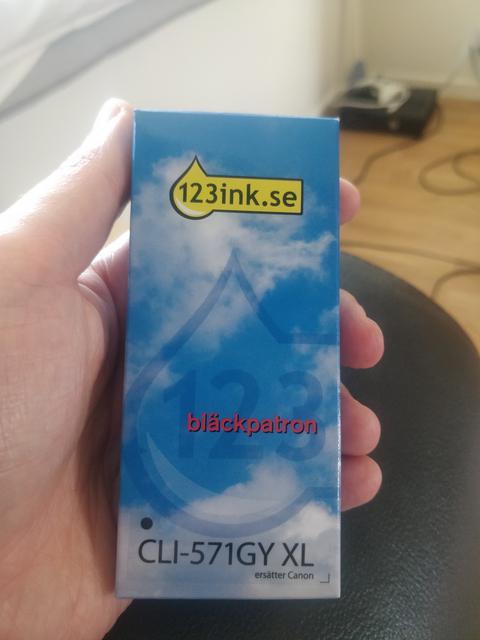 123ink.se
123
bläckpatron
CLI-571GY XL
ersätter Canon